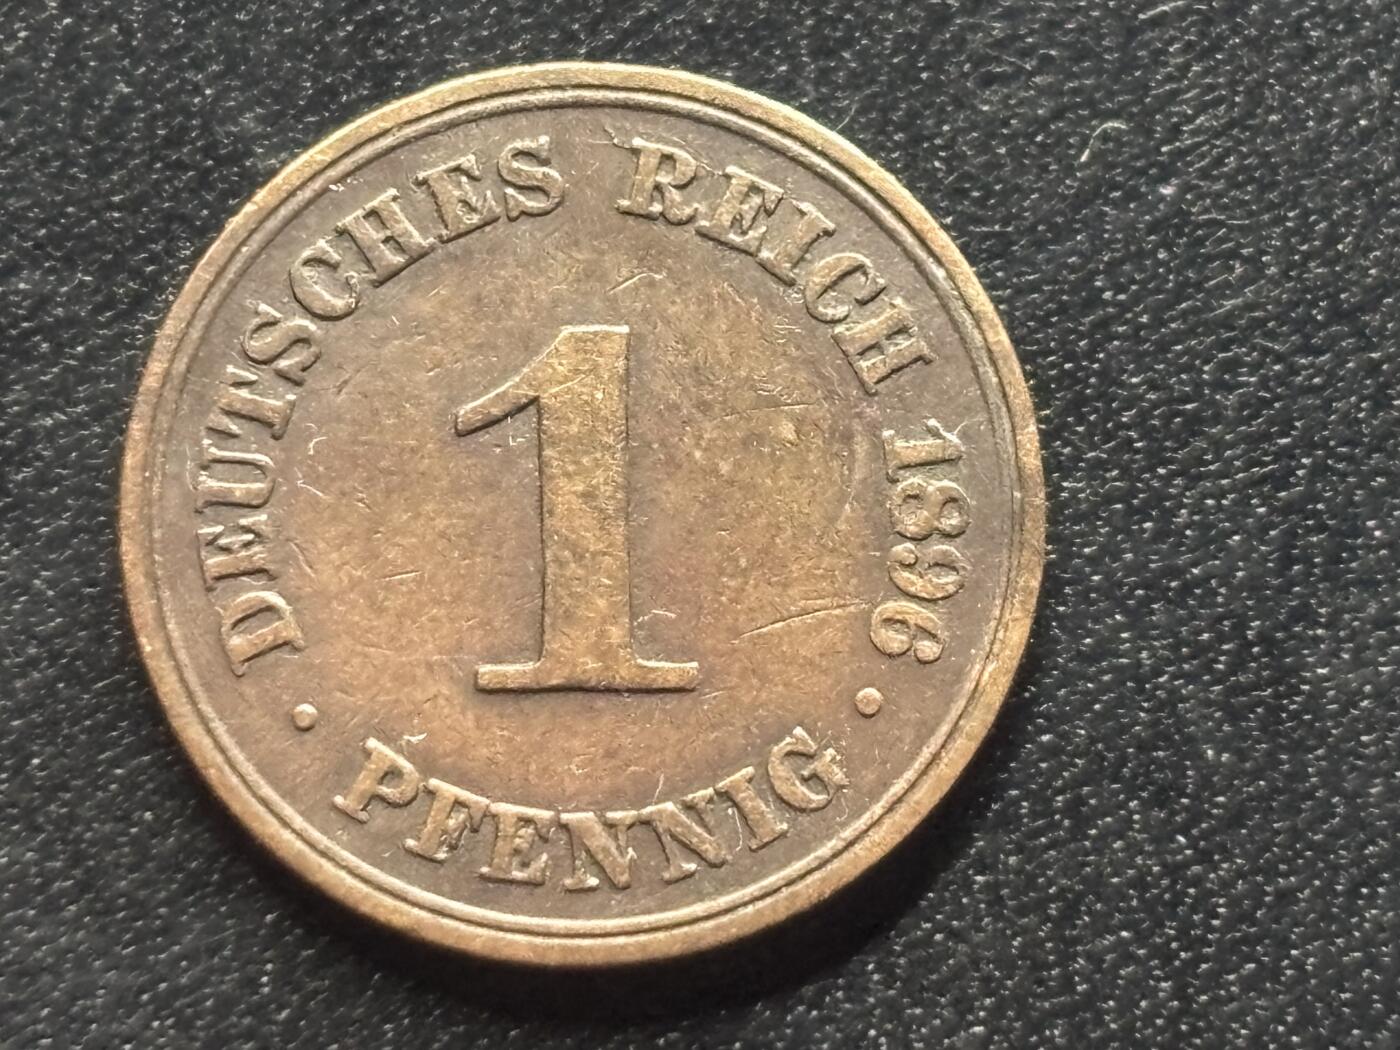 DEUTSCHES REICH 1896
1
· PFENNIG ·